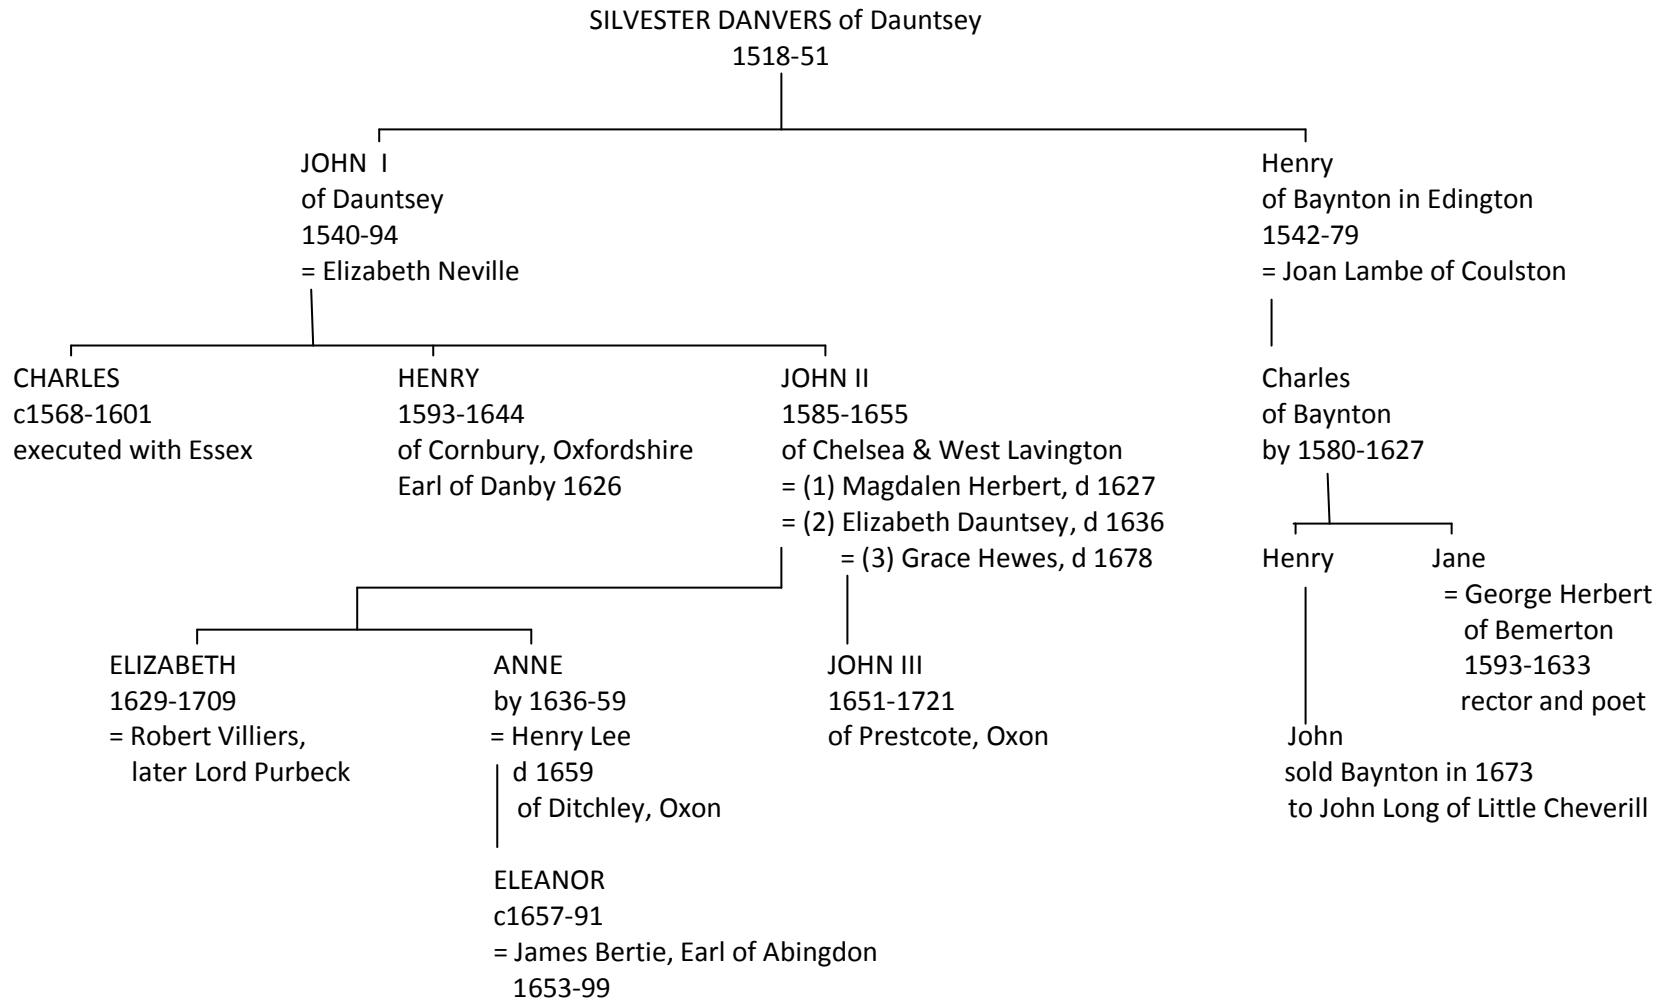 SILVESTER DANVERS of Dauntsey
1518-51
JOHN I
of Dauntsey
1540-94
= Elizabeth Neville
Henry
of Baynton in Edington
1542-79
= Joan Lambe of Coulston
CHARLES
c1568-1601
executed with Essex
HENRY
1593-1644
of Cornbury, Oxfordshire
Earl of Danby 1626
JOHN II
1585-1655
of Chelsea & West Lavington
= (1) Magdalen Herbert, d 1627
= (2) Elizabeth Dauntsey, d 1636
= (3) Grace Hewes, d 1678
Charles
of Baynton
by 1580-1627
Henry
Jane
= George Herbert
of Bemerton
1593-1633
rector and poet
ELIZABETH
1629-1709
= Robert Villiers,
later Lord Purbeck
ANNE
by 1636-59
= Henry Lee
d 1659
of Ditchley, Oxon
JOHN III
1651-1721
of Prestcote, Oxon
John
sold Baynton in 1673
to John Long of Little Cheverill
ELEANOR
c1657-91
= James Bertie, Earl of Abingdon
1653-99